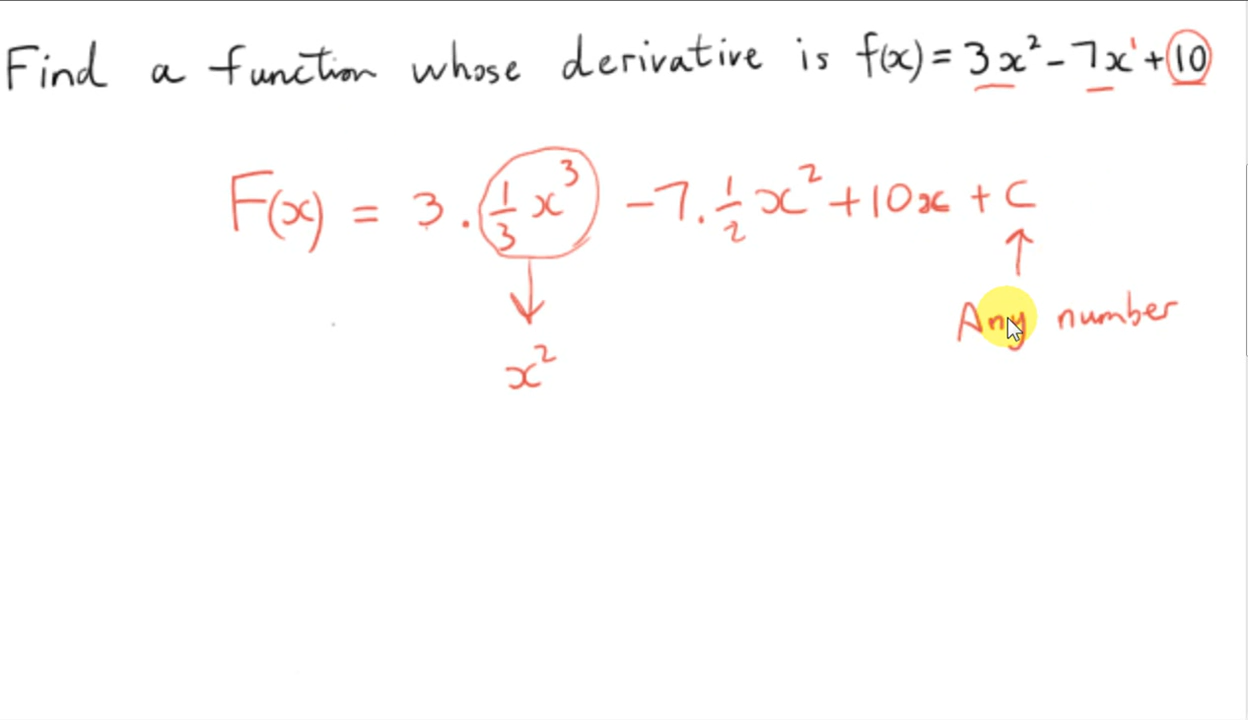 Find a function whose derivative is f(x) = 3x² - 7x¹ + 10
F(x) = 3 . 1/3 x³ - 7 . 1/2 x² + 10x + C
↑
↓
Any number
x²